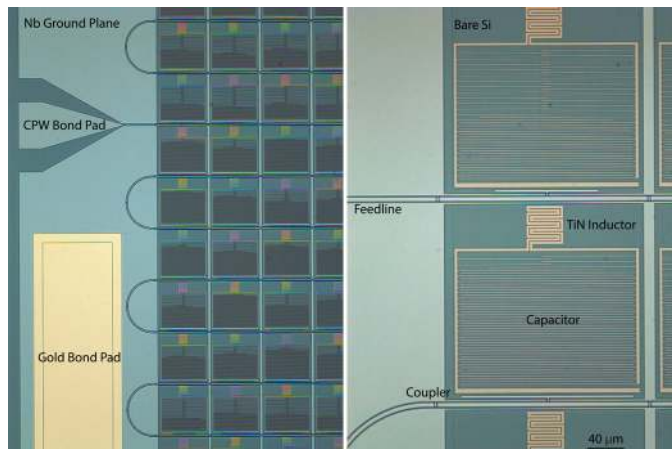 Nb Ground Plane
CPW Bond Pad
Gold Bond Pad
Bare Si
Feedline
TiN Inductor
Capacitor
Coupler
40 μm